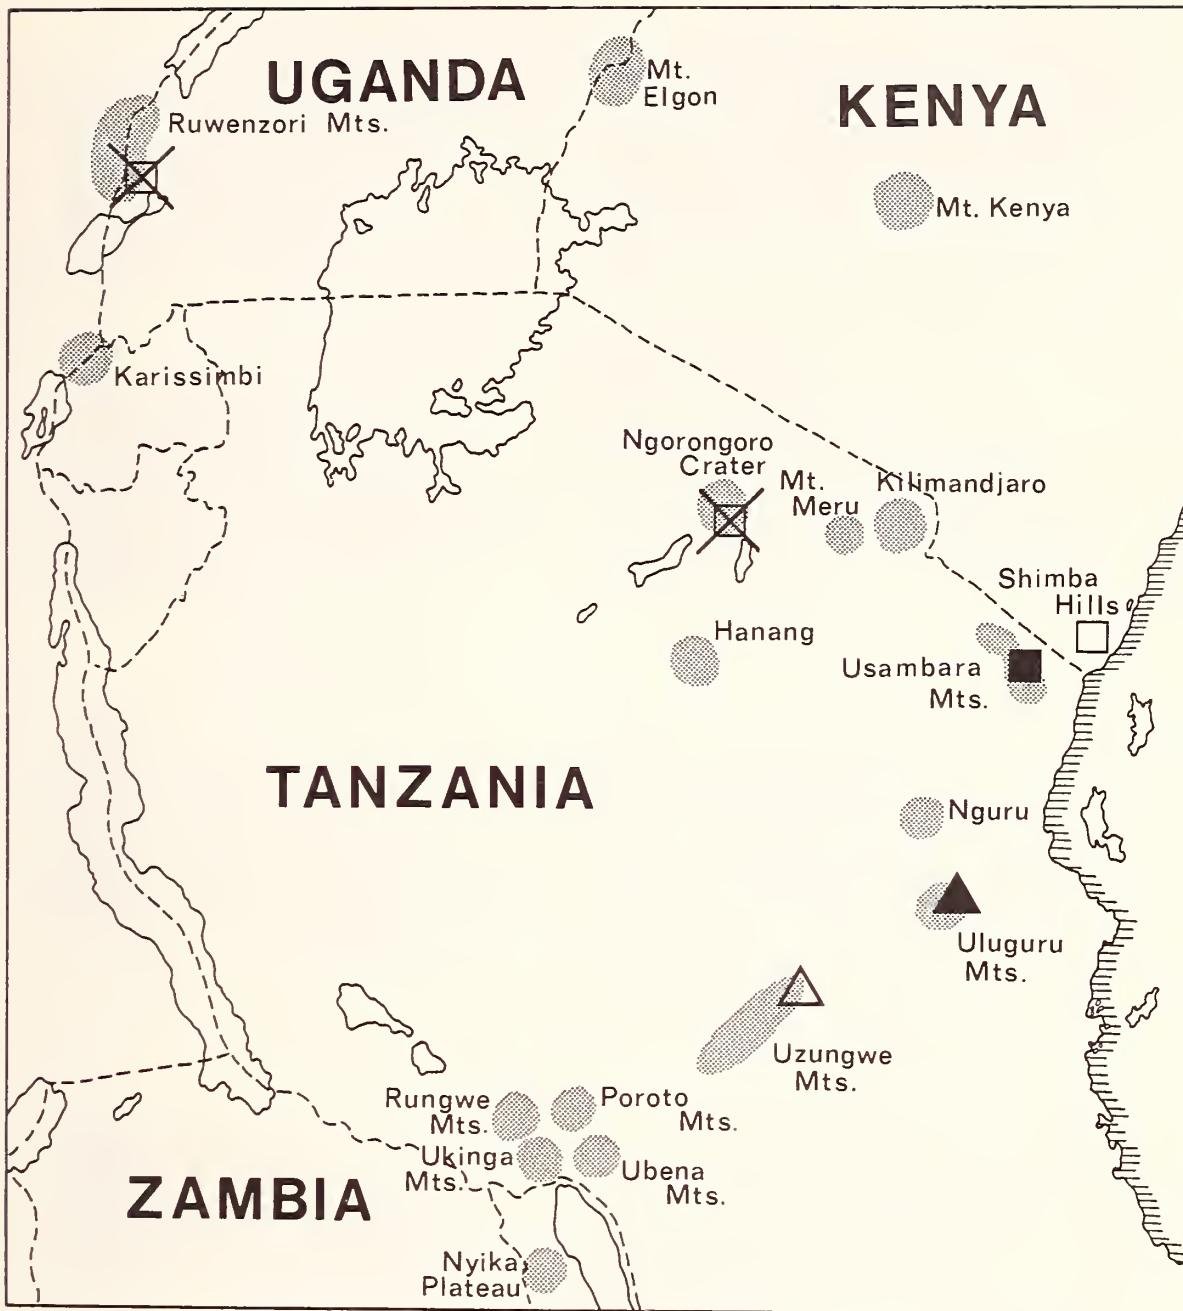 UGANDA
Mt.
Elgon
KENYA
Ruwenzori Mts.
Mt. Kenya
Karissimbi
Ngorongoro
Crater
Mt.
Meru
Kilimandjaro
Shimba
Hills
Hanang
Usambara
Mts.
TANZANIA
Nguru
Uluguru
Mts.
Uzungwe
Mts.
Rungwe
Mts.
Poroto
Mts.
Ukinga
Mts.
Ubena
Mts.
ZAMBIA
Nyika
Plateau